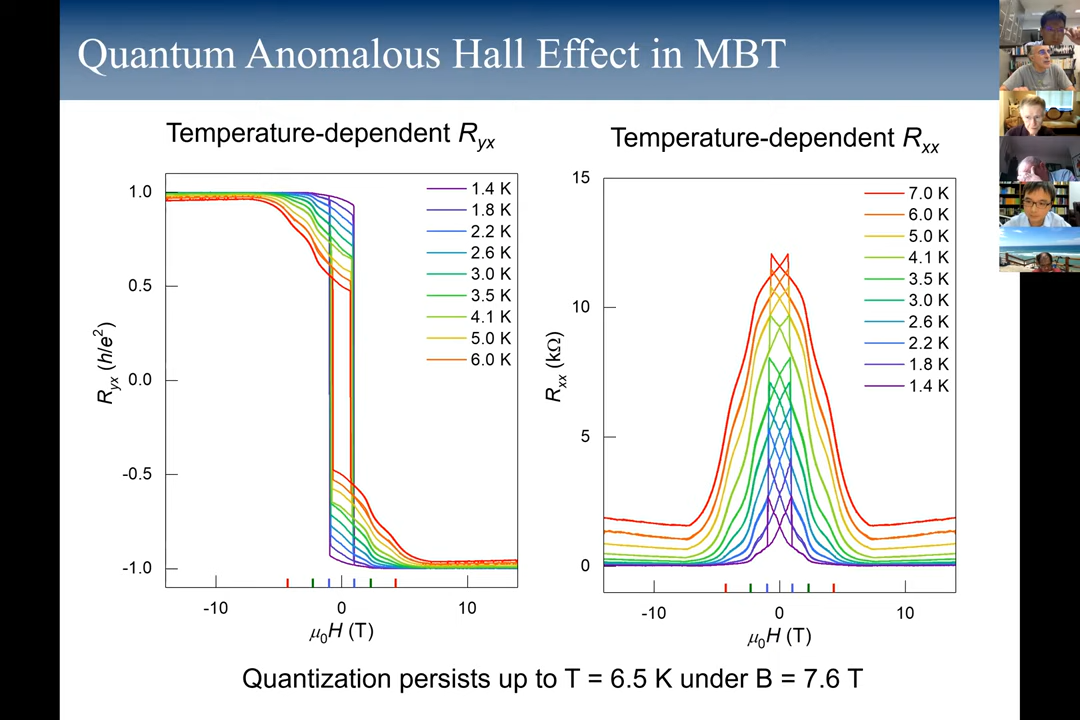 Quantum Anomalous Hall Effect in MBT
Temperature-dependent Ryx
1.0
0.5
0.0
-0.5
-1.0
Ryx (h/e²)
-10
0
10
μ0H (T)
1.4 K
1.8 K
2.2 K
2.6 K
3.0 K
3.5 K
4.1 K
5.0 K
6.0 K
Temperature-dependent Rxx
15
10
5
0
Rxx (kΩ)
-10
0
10
μ0H (T)
7.0 K
6.0 K
5.0 K
4.1 K
3.5 K
3.0 K
2.6 K
2.2 K
1.8 K
1.4 K
Quantization persists up to T = 6.5 K under B = 7.6 T